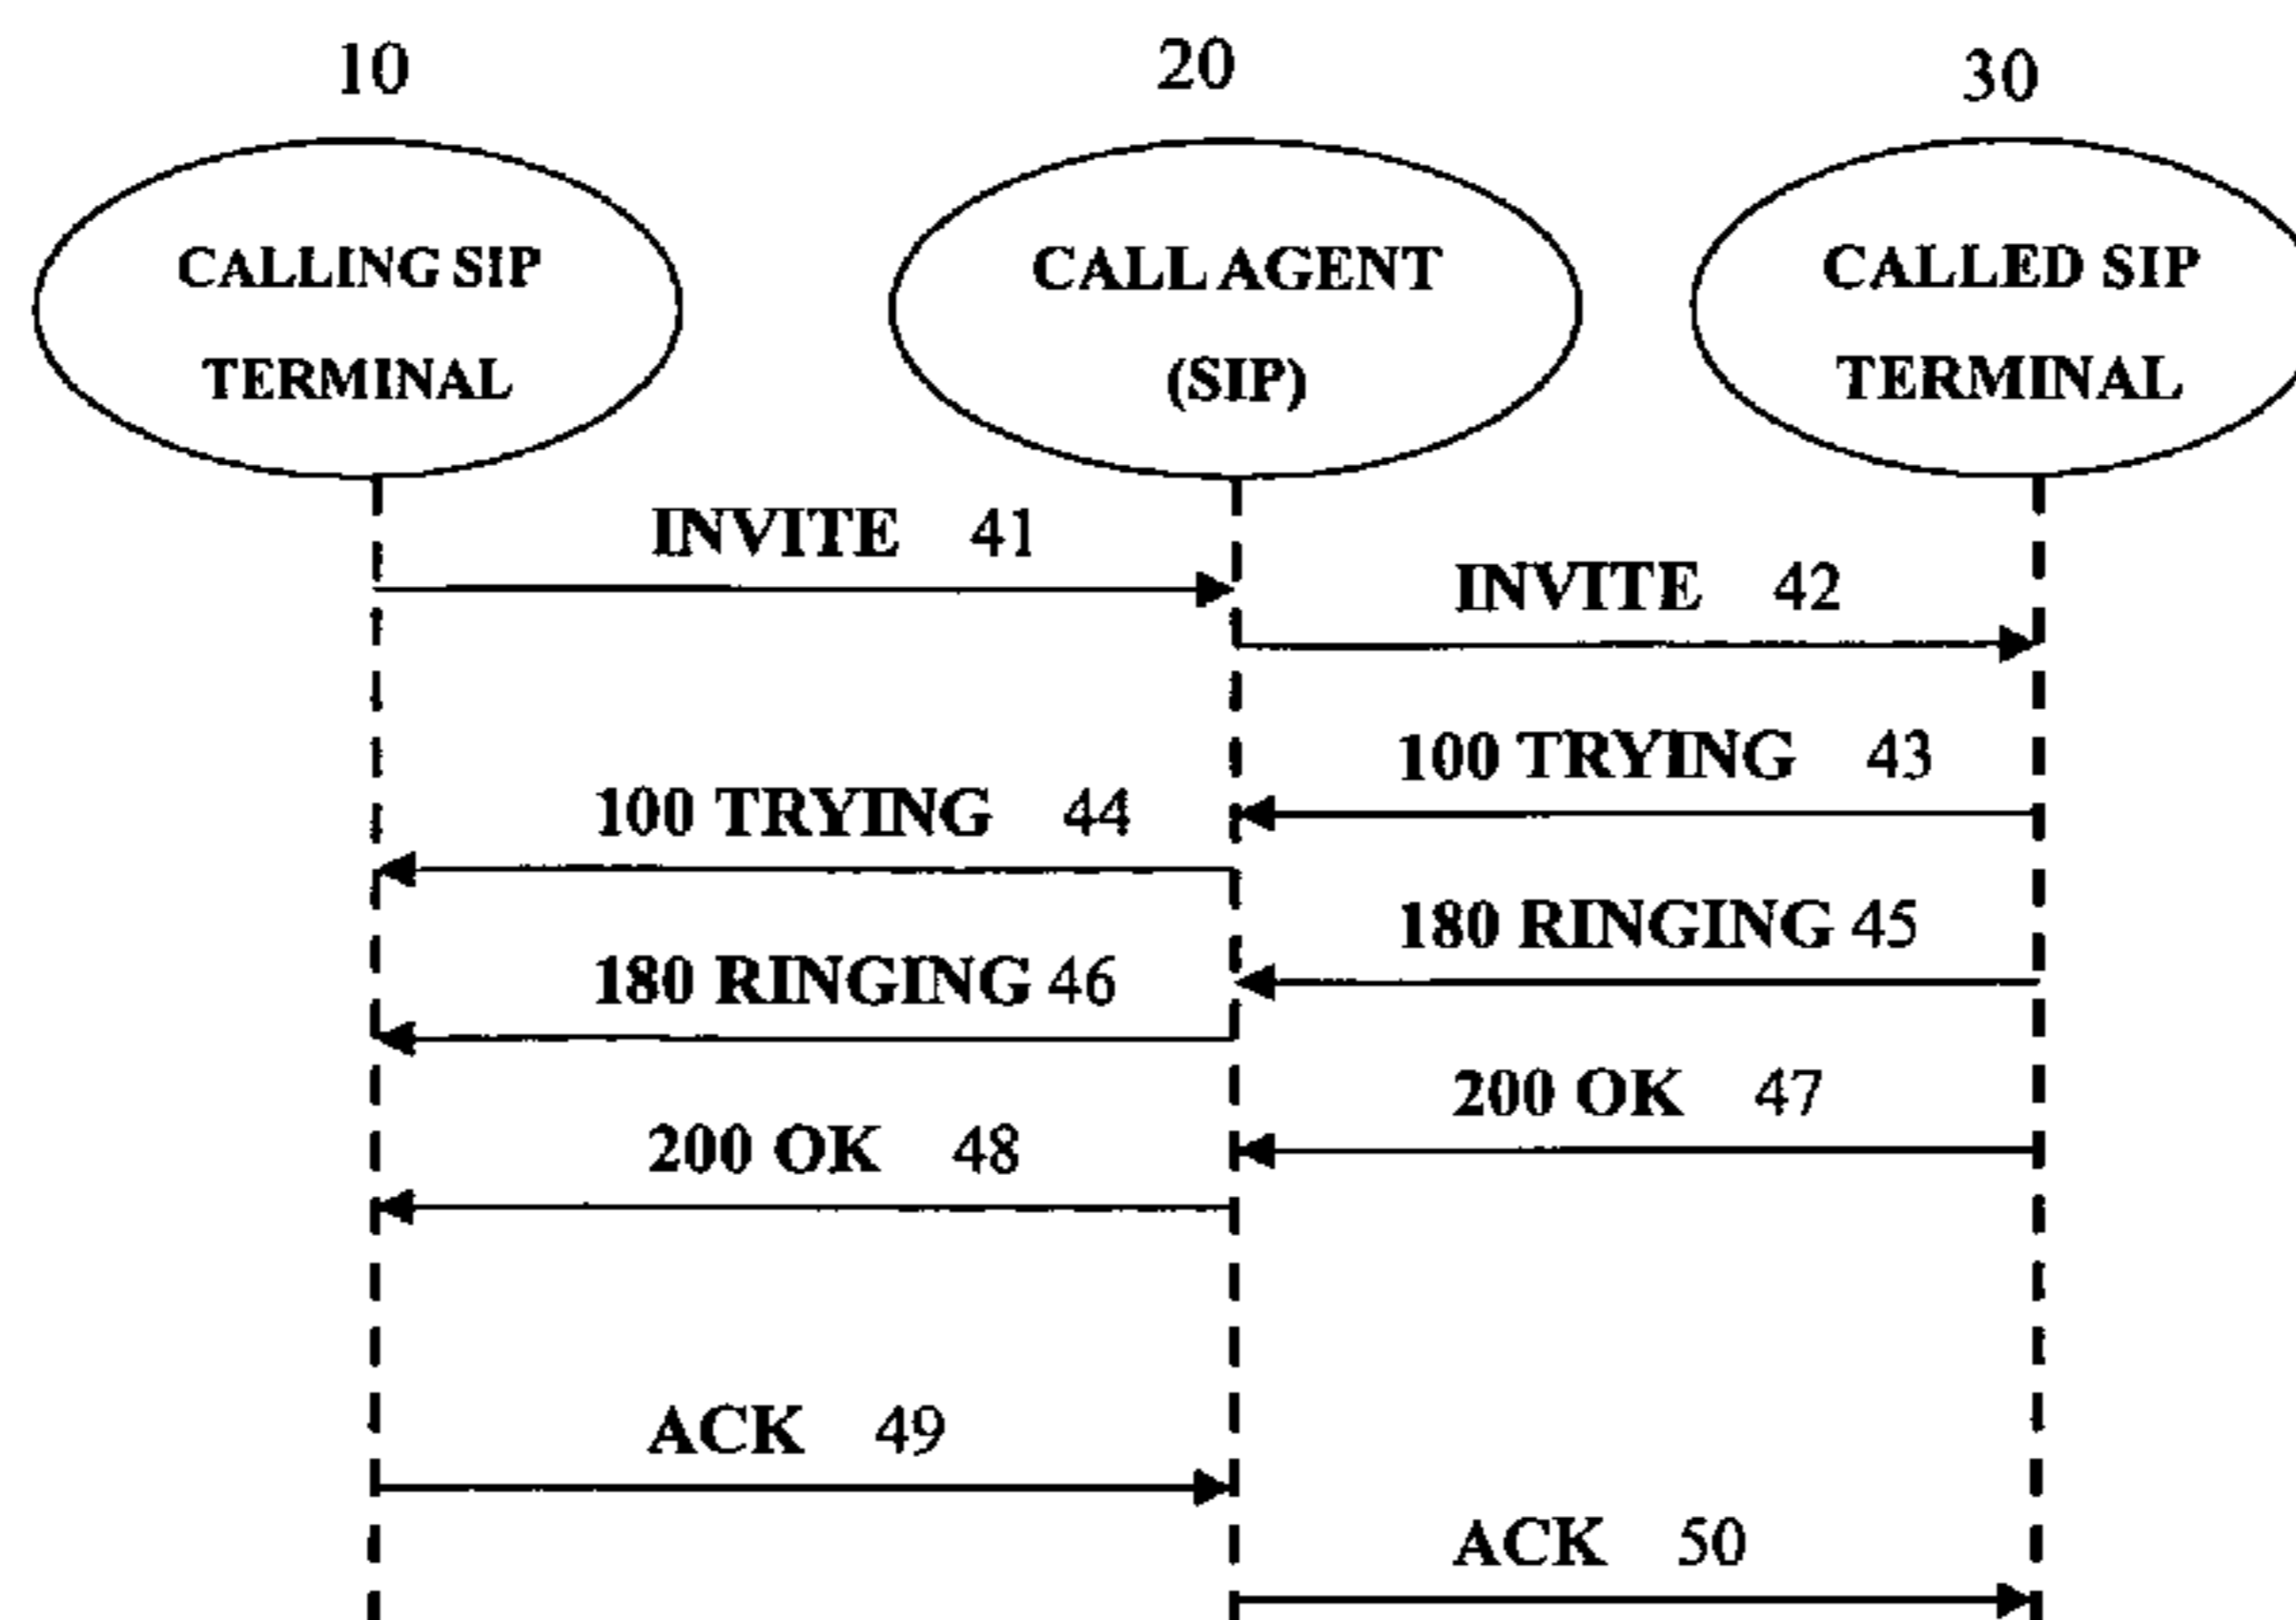 10
20
30
CALLING SIP
TERMINAL
CALL AGENT
(SIP)
CALLED SIP
TERMINAL
INVITE 41
INVITE 42
100 TRYING 43
100 TRYING 44
180 RINGING 45
180 RINGING 46
200 OK 47
200 OK 48
ACK 49
ACK 50